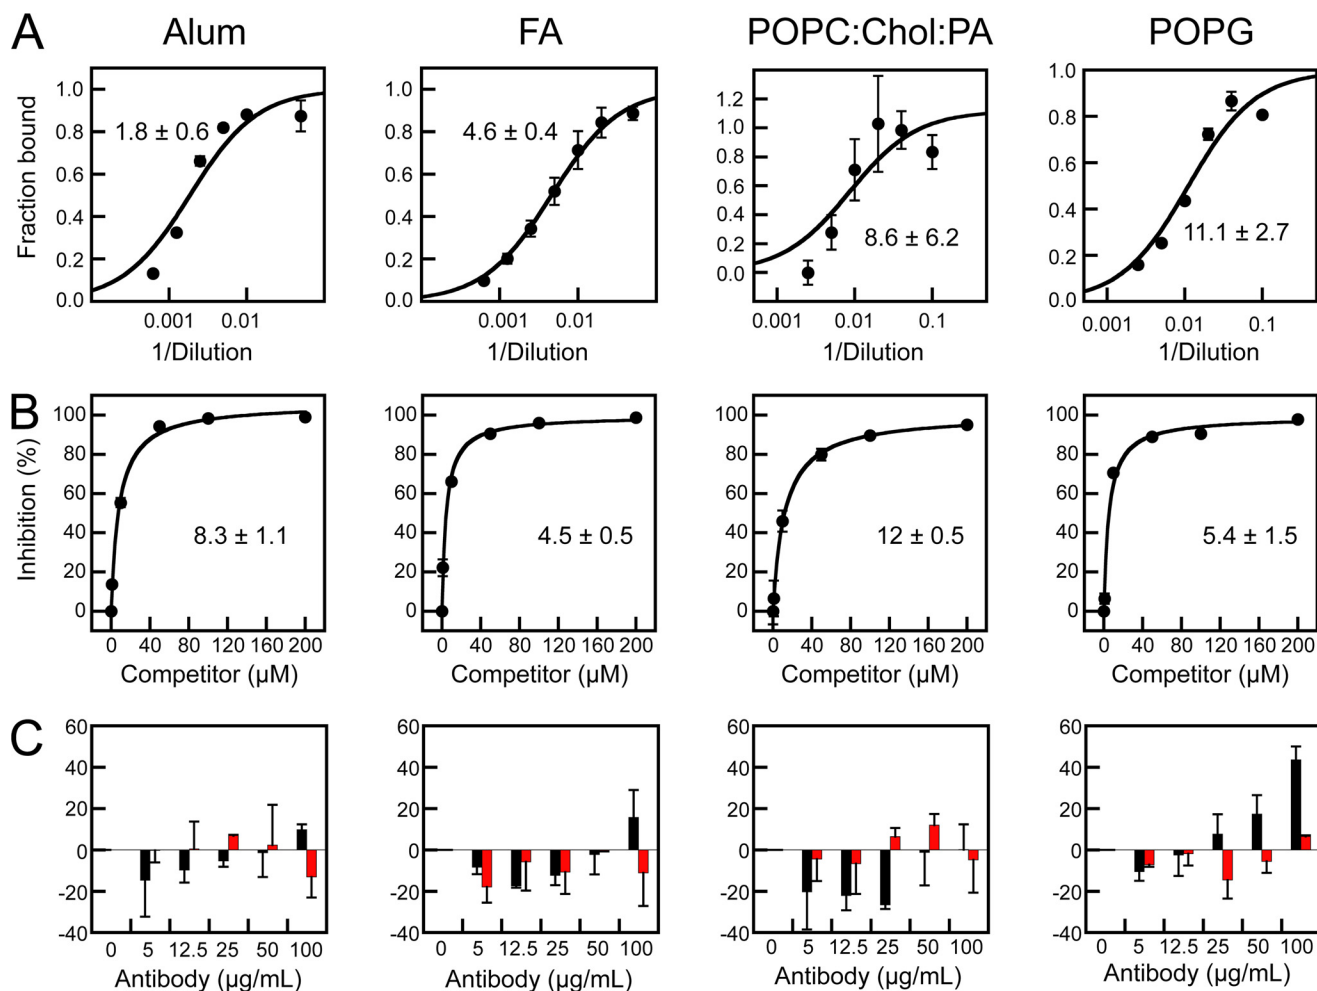 A
Alum
FA
POPC:Chol:PA
POPG
Fraction bound
1.0
0.8
0.6
0.4
0.2
0.0
1.8 ± 0.6
0.001
0.01
1/Dilution
1.0
0.8
0.6
0.4
0.2
0.0
4.6 ± 0.4
0.001
0.01
1/Dilution
1.2
1.0
0.8
0.6
0.4
0.2
0.0
8.6 ± 6.2
0.001
0.01
0.1
1/Dilution
1.0
0.8
0.6
0.4
0.2
0.0
11.1 ± 2.7
0.001
0.01
0.1
1/Dilution
B
Inhibition (%)
100
80
60
40
20
0
8.3 ± 1.1
0 40 80 120 160 200
Competitor (µM)
100
80
60
40
20
0
4.5 ± 0.5
0 40 80 120 160 200
Competitor (µM)
100
80
60
40
20
0
12 ± 0.5
0 40 80 120 160 200
Competitor (µM)
100
80
60
40
20
0
5.4 ± 1.5
0 40 80 120 160 200
Competitor (µM)
C
60
40
20
0
-20
-40
0 5 12.5 25 50 100
Antibody (µg/mL)
60
40
20
0
-20
-40
0 5 12.5 25 50 100
Antibody (µg/mL)
60
40
20
0
-20
-40
0 5 12.5 25 50 100
Antibody (µg/mL)
60
40
20
0
-20
-40
0 5 12.5 25 50 100
Antibody (µg/mL)